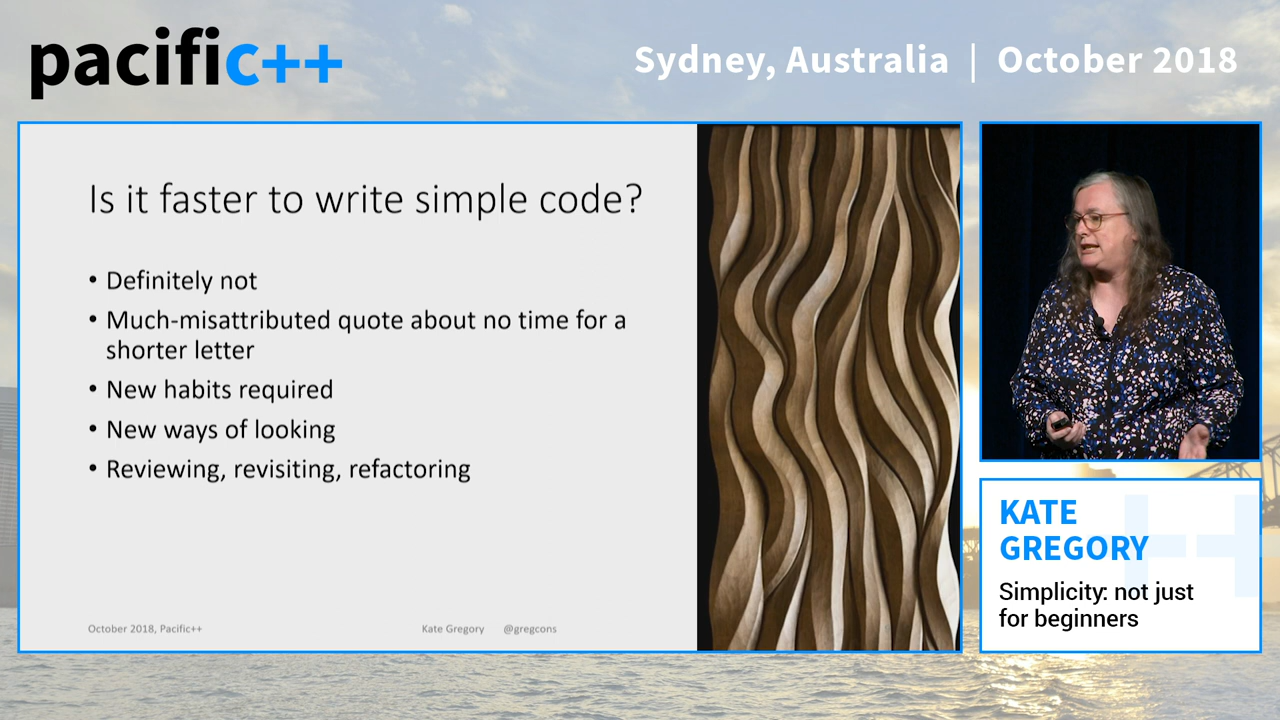 pacific++
Sydney, Australia | October 2018
Is it faster to write simple code?
• Definitely not
• Much-misattributed quote about no time for a
shorter letter
• New habits required
• New ways of looking
• Reviewing, revisiting, refactoring
October 2018, Pacific++
Kate Gregory @gregcons
KATE
GREGORY
Simplicity: not just
for beginners